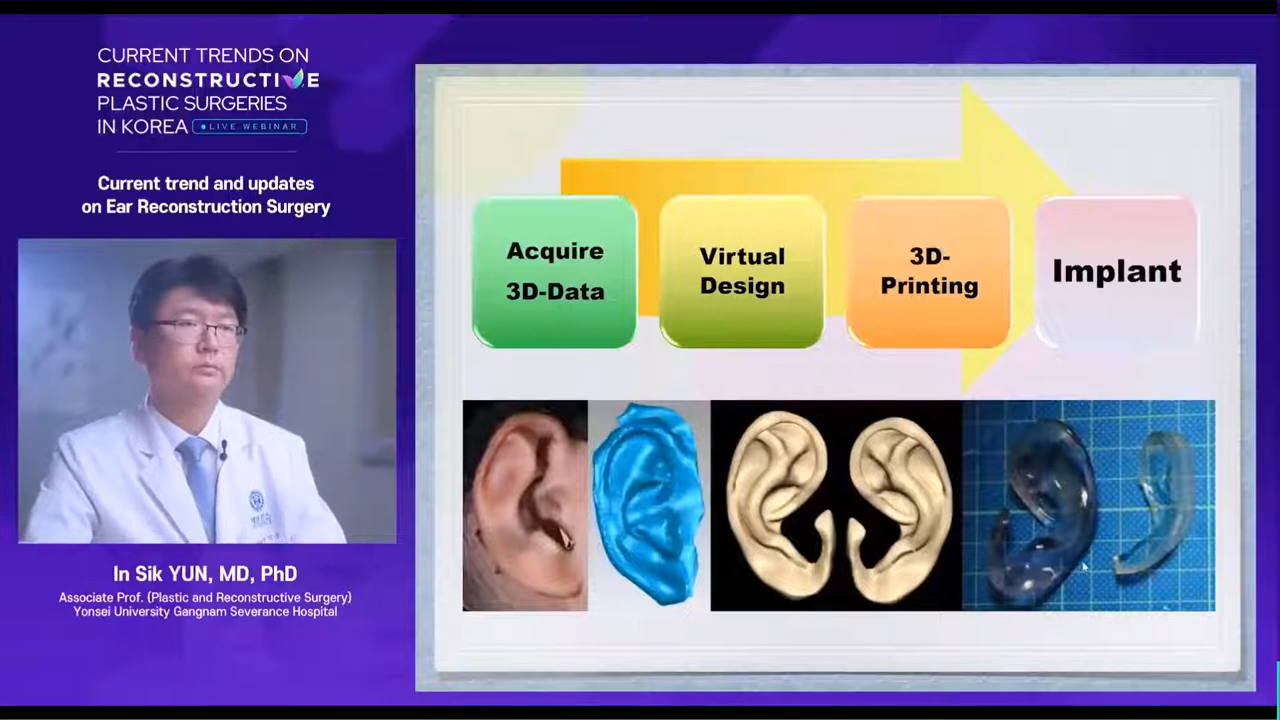 CURRENT TRENDS ON
RECONSTRUCTIVE
PLASTIC SURGERIES
IN KOREA
LIVE WEBINAR
Current trend and updates
on Ear Reconstruction Surgery
In Sik YUN, MD, PhD
Associate Prof. (Plastic and Reconstructive Surgery)
Yonsei University Gangnam Severance Hospital
Acquire
3D-Data
Virtual
Design
3D-
Printing
Implant